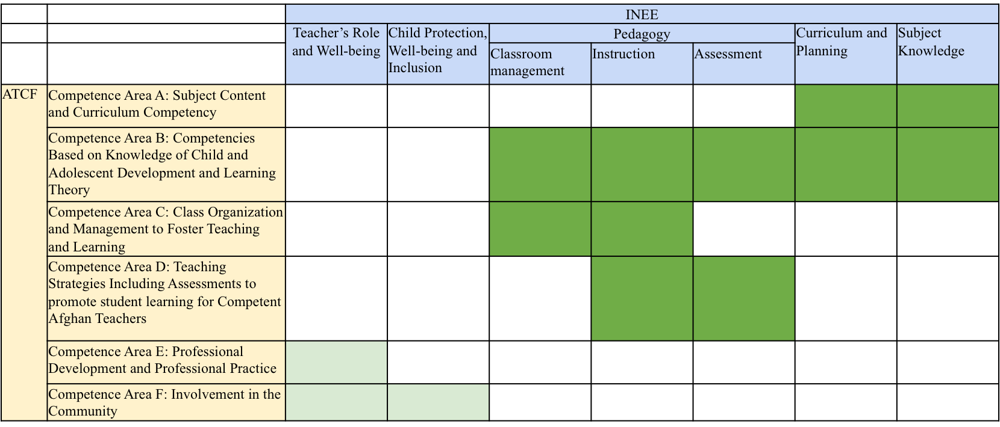 INEE
Teacher’s Role
and Well-being
Child Protection,
Well-being and
Inclusion
Pedagogy
Classroom
management
Instruction
Assessment
Curriculum and
Planning
Subject
Knowledge
ATCF
Competence Area A: Subject Content
and Curriculum Competency
Competence Area B: Competencies
Based on Knowledge of Child and
Adolescent Development and Learning
Theory
Competence Area C: Class Organization
and Management to Foster Teaching
and Learning
Competence Area D: Teaching
Strategies Including Assessments to
promote student learning for Competent
Afghan Teachers
Competence Area E: Professional
Development and Professional Practice
Competence Area F: Involvement in the
Community